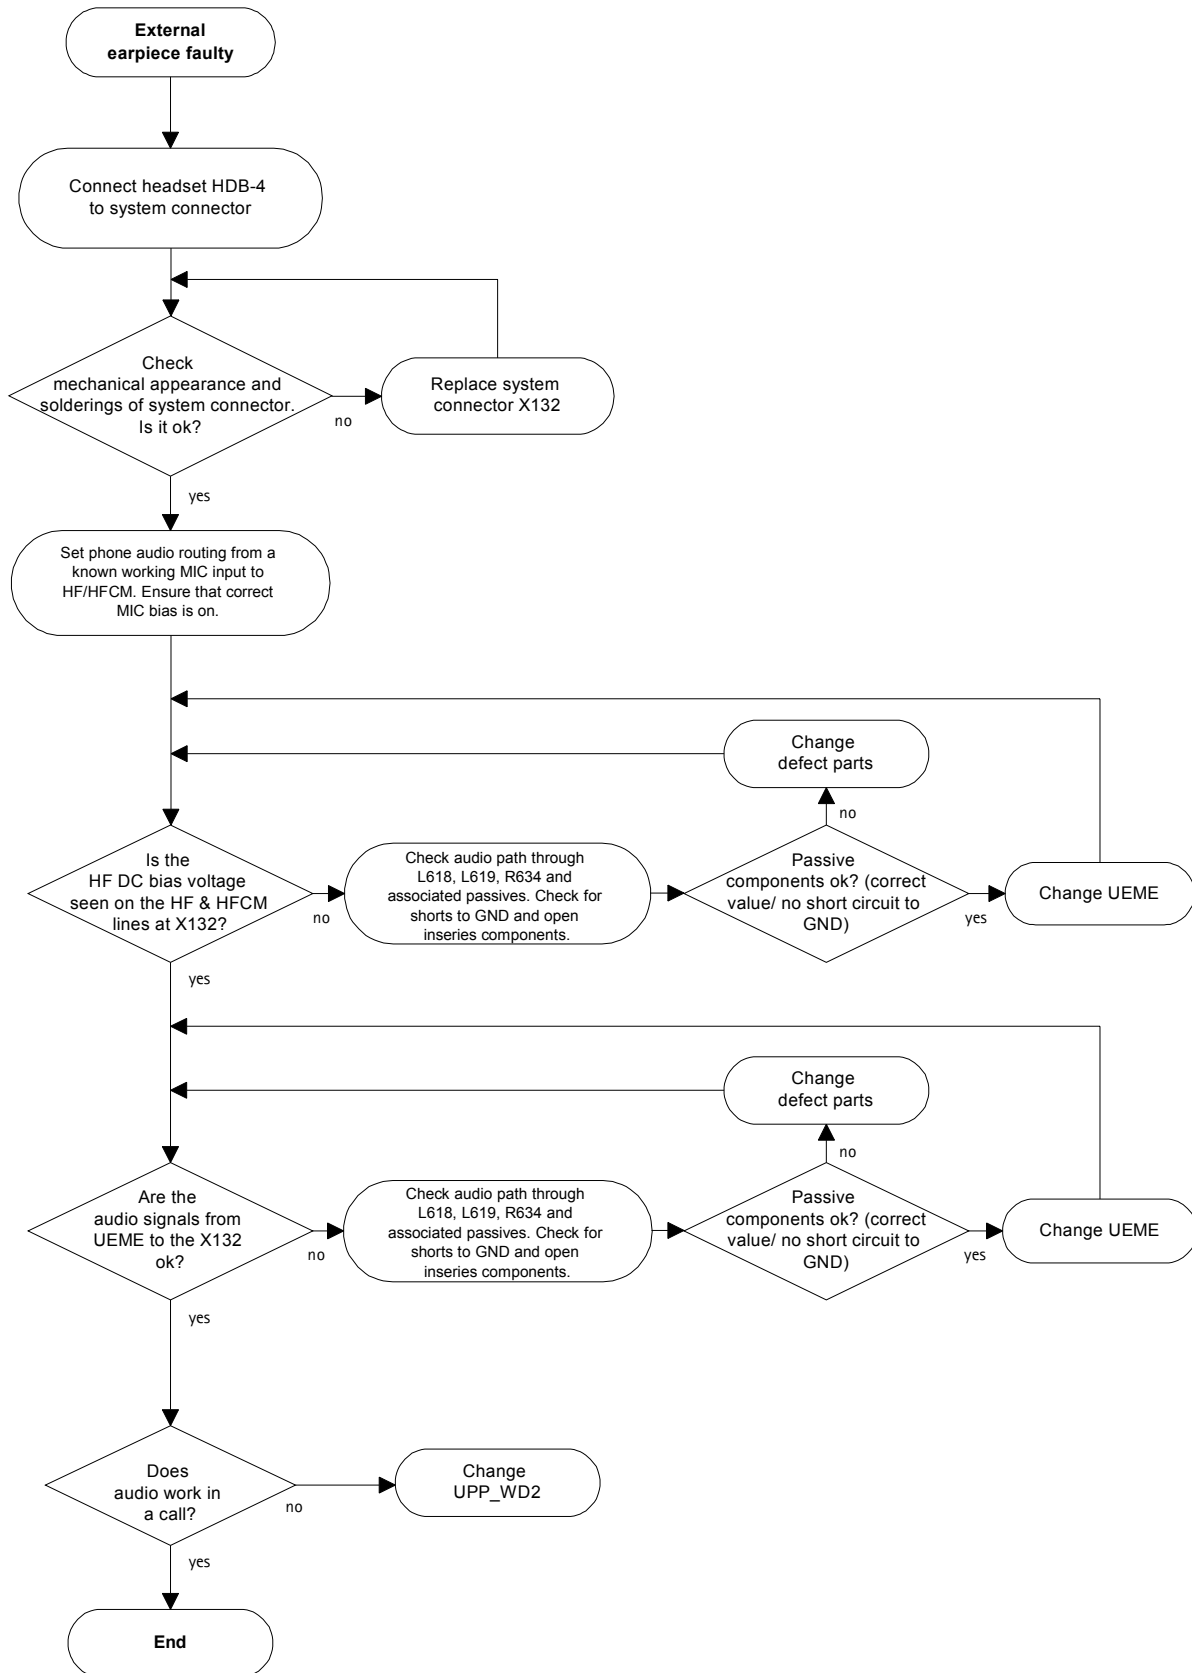 External
earpiece faulty
Connect headset HDB-4
to system connector
Check
mechanical appearance and
solderings of system connector.
Is it ok?
no
Replace system
connector X132
yes
Set phone audio routing from a
known working MIC input to
HF/HFCM. Ensure that correct
MIC bias is on.
Change
defect parts
no
Is the
HF DC bias voltage
seen on the HF & HFCM
lines at X132?
no
Check audio path through
L618, L619, R634 and
associated passives. Check for
shorts to GND and open
inseries components.
Passive
components ok? (correct
value/ no short circuit to
GND)
yes
Change UEME
yes
Change
defect parts
no
Are the
audio signals from
UEME to the X132
ok?
no
Check audio path through
L618, L619, R634 and
associated passives. Check for
shorts to GND and open
inseries components.
Passive
components ok? (correct
value/ no short circuit to
GND)
yes
Change UEME
yes
Does
audio work in
a call?
no
Change
UPP_WD2
yes
End